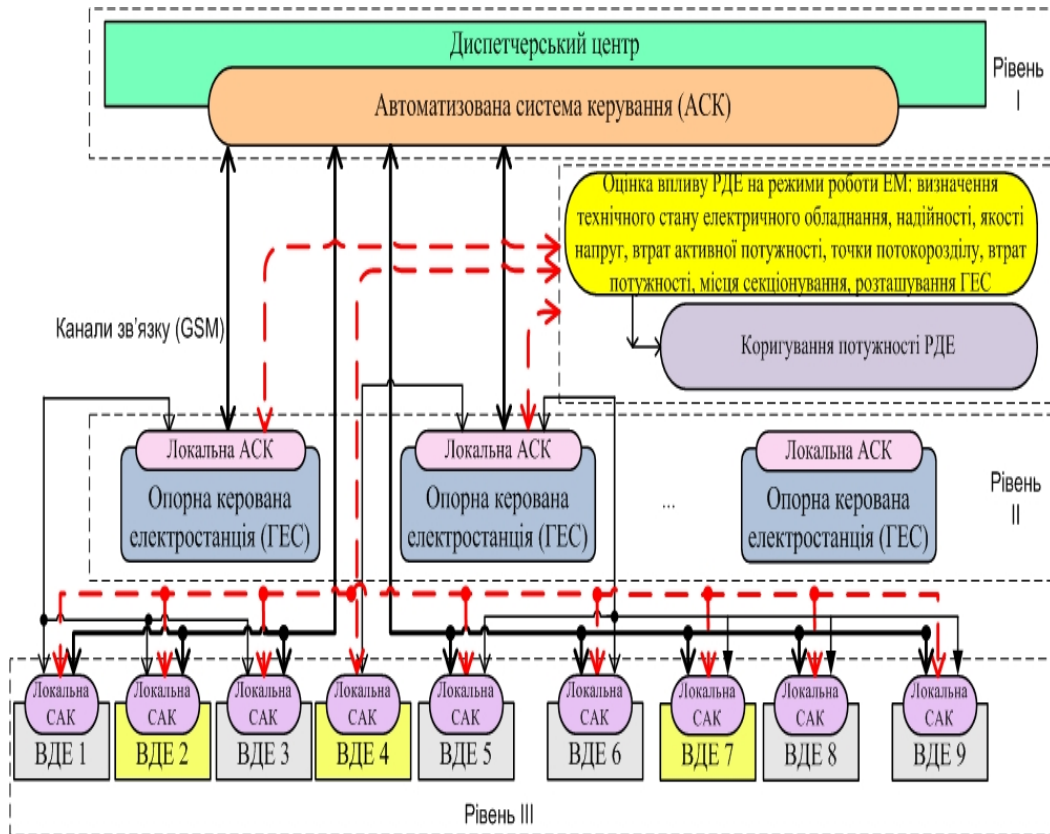 Диспетчерський центр
Рівень
I
Автоматизована система керування (АСК)
Оцінка впливу РДЕ на режими роботи ЕМ: визначення
технічного стану електричного обладнання, надійності, якості
напруг, втрат активної потужності, точки потокорозділу, втрат
потужності, місця секціонування, розташування ГЕС
Канали зв'язку (GSM)
Коригування потужності РДЕ
Локальна АСК
Опорна керована
електростанція (ГЕС)
Локальна АСК
Опорна керована
електростанція (ГЕС)
...
Локальна АСК
Опорна керована
електростанція (ГЕС)
Рівень
II
Локальна
САК
ВДЕ 1
Локальна
САК
ВДЕ 2
Локальна
САК
ВДЕ 3
Локальна
САК
ВДЕ 4
Локальна
САК
ВДЕ 5
Локальна
САК
ВДЕ 6
Локальна
САК
ВДЕ 7
Локальна
САК
ВДЕ 8
Локальна
САК
ВДЕ 9
Рівень III